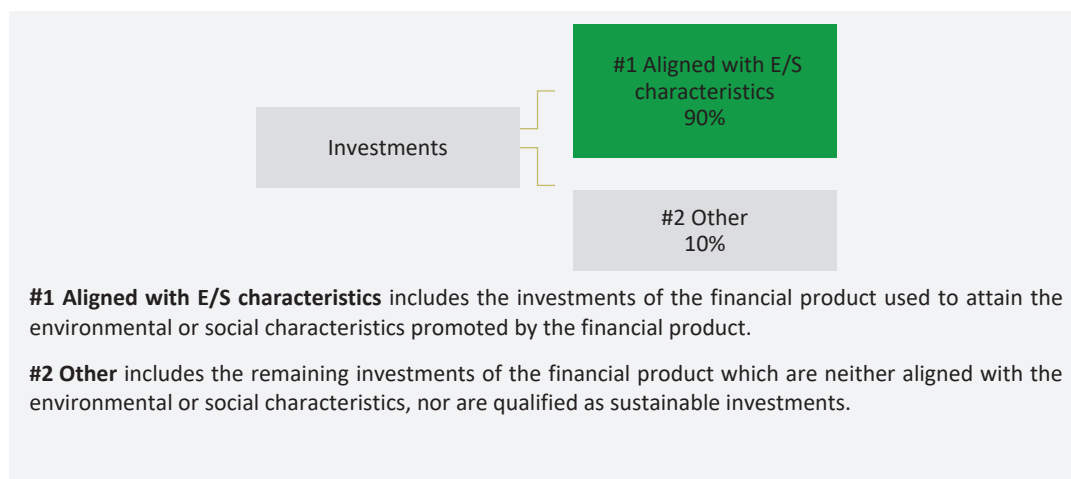 #1 Aligned with E/S
characteristics
90%
Investments
#2 Other
10%
#1 Aligned with E/S characteristics includes the investments of the financial product used to attain the
environmental or social characteristics promoted by the financial product.
#2 Other includes the remaining investments of the financial product which are neither aligned with the
environmental or social characteristics, nor are qualified as sustainable investments.